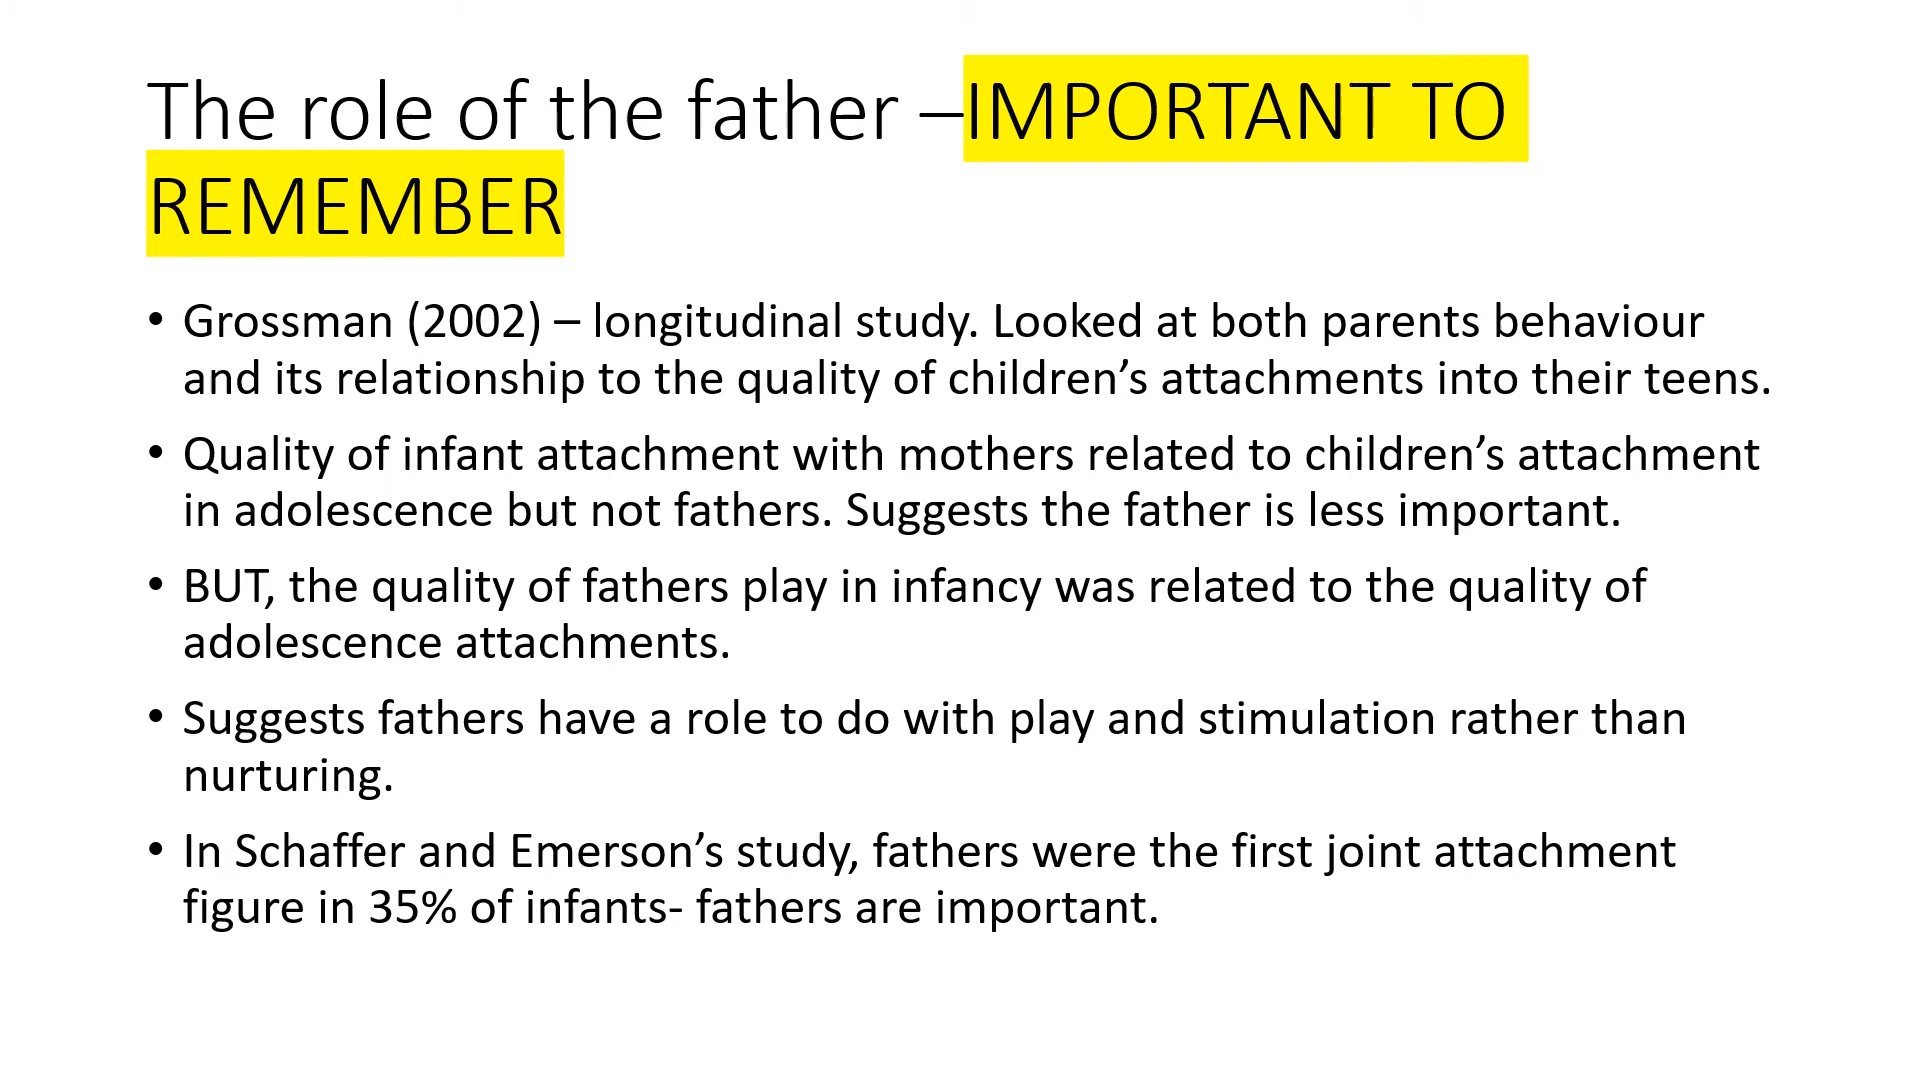 The role of the father –IMPORTANT TO
REMEMBER
• Grossman (2002) – longitudinal study. Looked at both parents behaviour
and its relationship to the quality of children’s attachments into their teens.
• Quality of infant attachment with mothers related to children’s attachment
in adolescence but not fathers. Suggests the father is less important.
• BUT, the quality of fathers play in infancy was related to the quality of
adolescence attachments.
• Suggests fathers have a role to do with play and stimulation rather than
nurturing.
• In Schaffer and Emerson’s study, fathers were the first joint attachment
figure in 35% of infants- fathers are important.